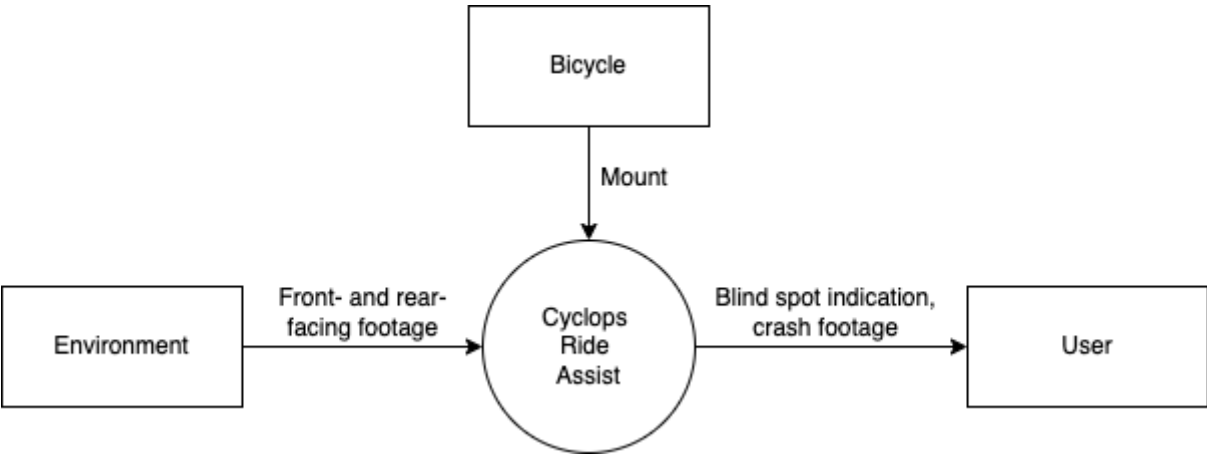 Bicycle
Mount
Front- and rear-
facing footage
Blind spot indication,
crash footage
Environment
Cyclops
Ride
Assist
User